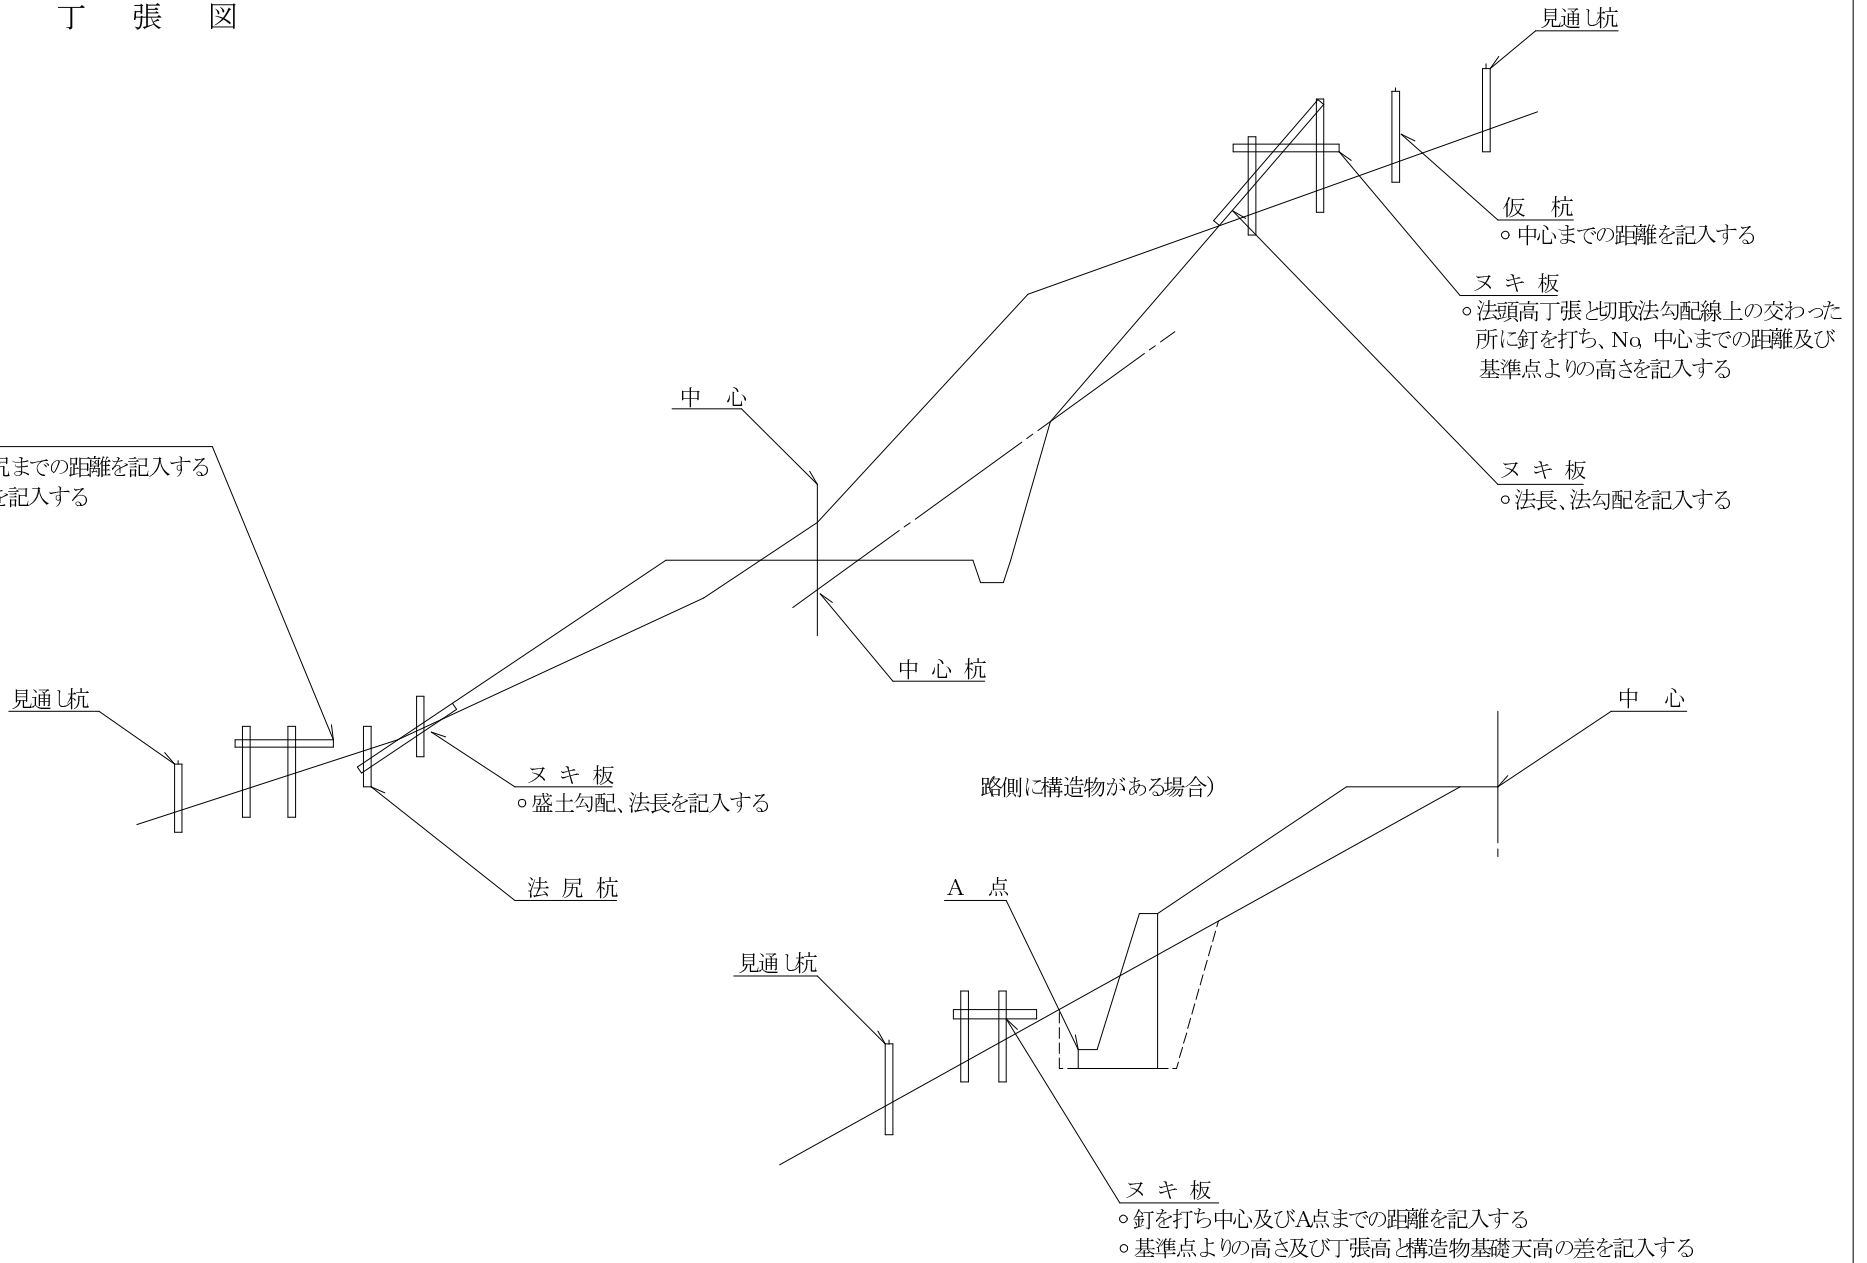 丁 張 図
見通し杭
仮 杭
○ 中心までの距離を記入する
ヌ キ 板
○ 法頭高丁張と切取法勾配線上の交わった
所に釘を打ち、No, 中心までの距離及び
基準点よりの高さを記入する
中 心
尻までの距離を記入する
を記入する
ヌ キ 板
○ 法長、法勾配を記入する
中 心 杭
見通し杭
中 心
ヌ キ 板
○ 盛土勾配、法長を記入する
路側に構造物がある場合）
法 尻 杭
A 点
見通し杭
ヌ キ 板
○ 釘を打ち中心及びA点までの距離を記入する
○ 基準点よりの高さ及び丁張高と構造物基礎天高の差を記入する